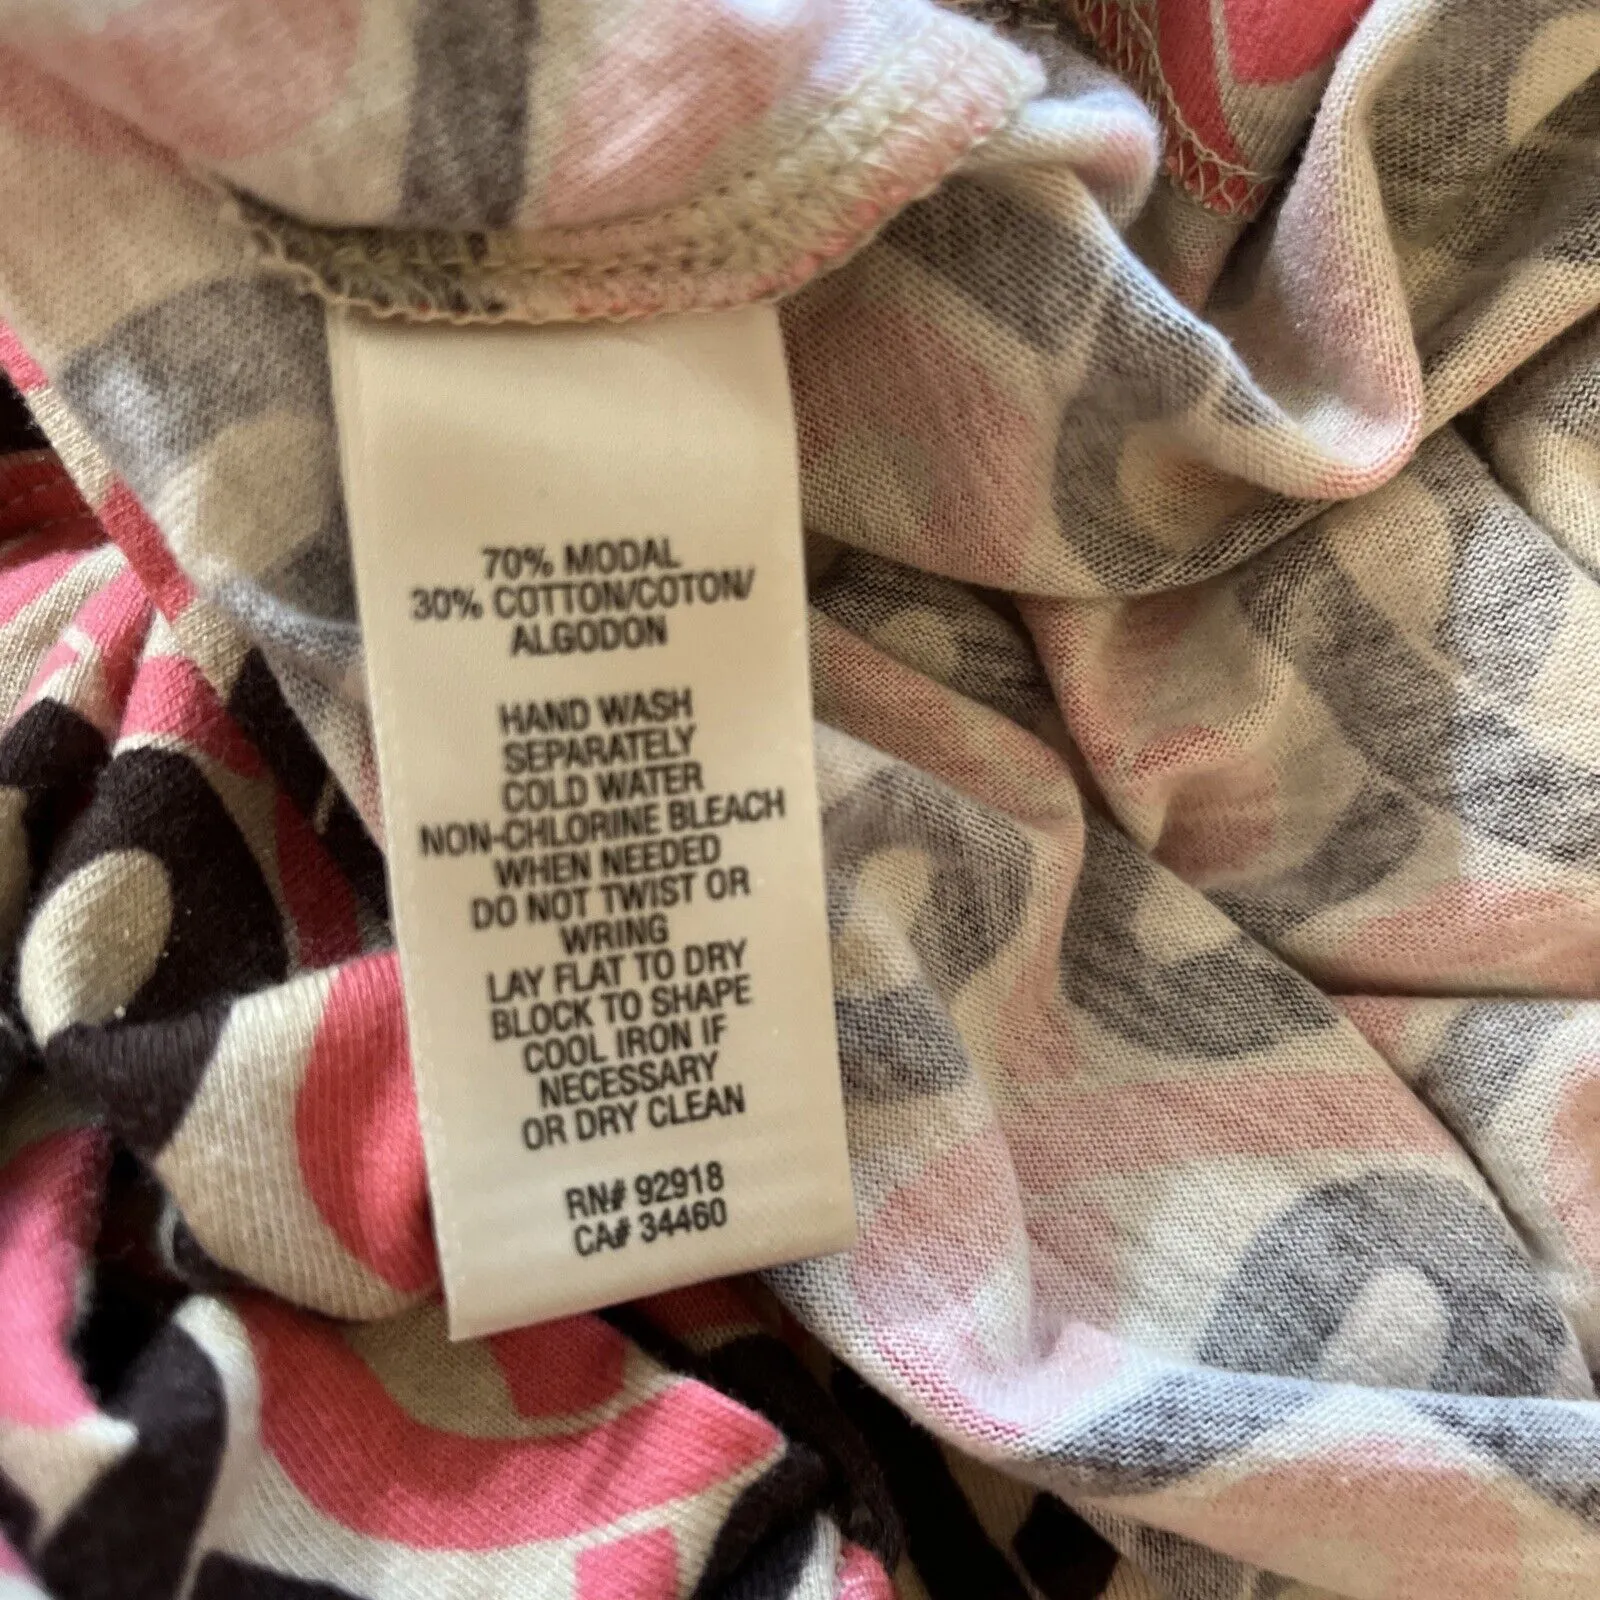 70% MODAL
30% COTTON/COTON/
ALGODON
HAND WASH
SEPARATELY
COLD WATER
NON-CHLORINE BLEACH
WHEN NEEDED
DO NOT TWIST OR
WRING
LAY FLAT TO DRY
BLOCK TO SHAPE
COOL IRON IF
NECESSARY
OR DRY CLEAN
RN# 92918
CA# 34460